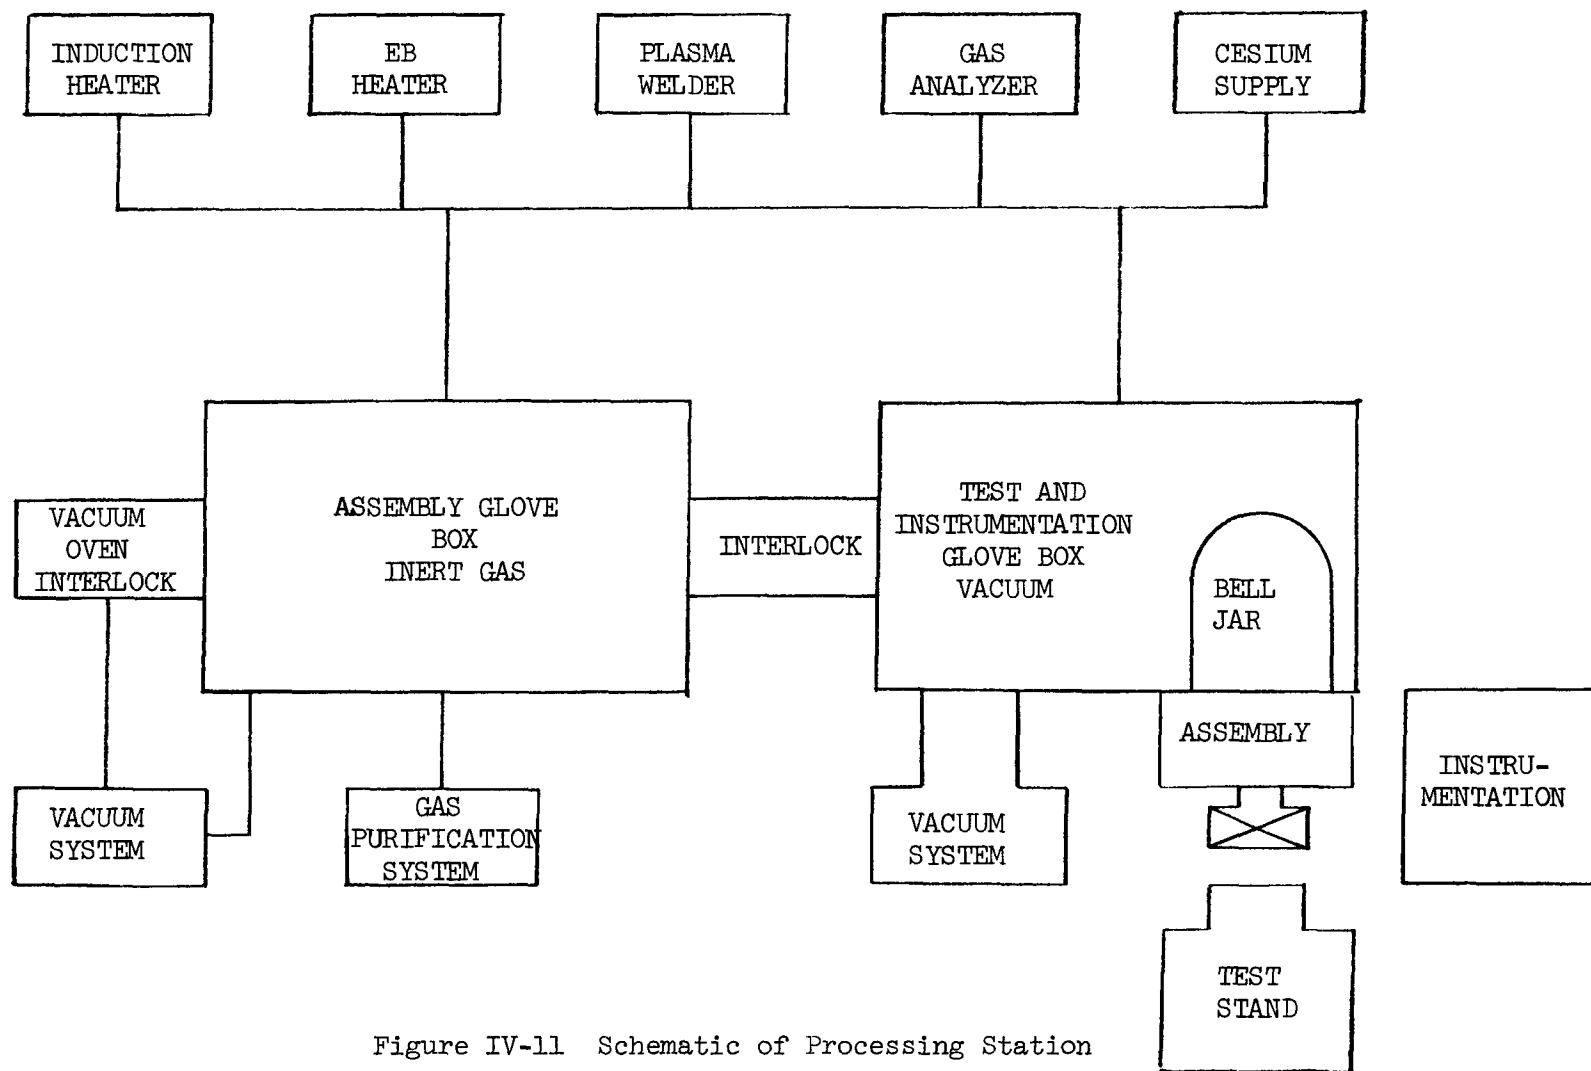 INDUCTION
HEATER
EB
HEATER
PLASMA
WELDER
GAS
ANALYZER
CESIUM
SUPPLY
VACUUM
OVEN
INTERLOCK
ASSEMBLY GLOVE
BOX
INERT GAS
INTERLOCK
TEST AND
INSTRUMENTATION
GLOVE BOX
VACUUM
BELL
JAR
VACUUM
SYSTEM
GAS
PURIFICATION
SYSTEM
VACUUM
SYSTEM
ASSEMBLY
INSTRU-
MENTATION
TEST
STAND
Figure IV-11 Schematic of Processing Station